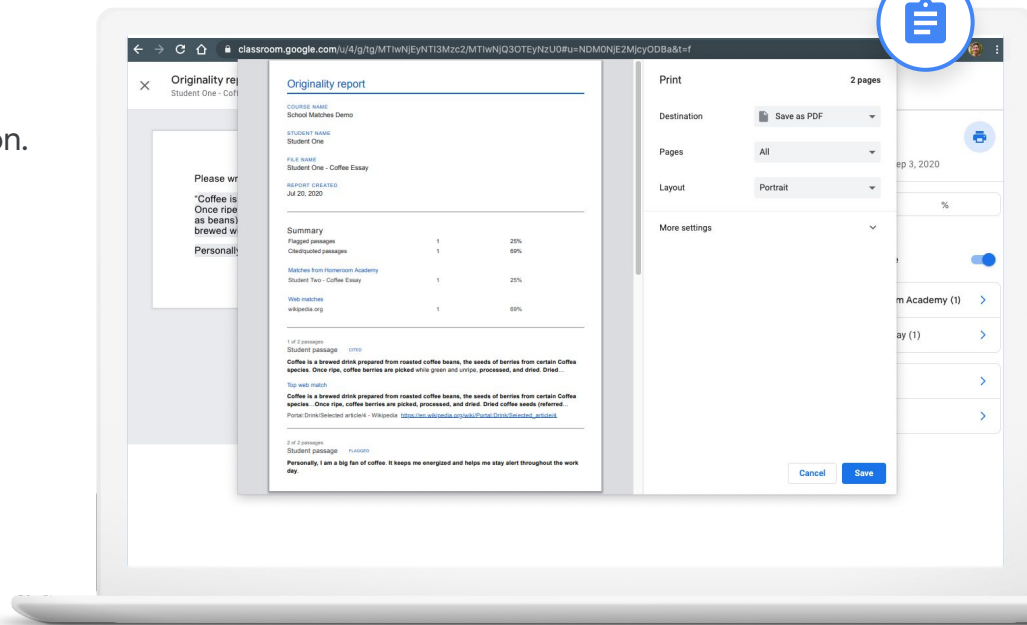 on.
classroom.google.com/u/4/g/tg/MTIwNjEyNTI3Mzc2/MTIwNjQ3OTEyNzU0#u=NDM0NjE2MjcyODBa&t=f
Originality rep
Student One - Coff
Please wr
"Coffee is
Once ripe
as beans)
brewed w
Personally
Originality report
COURSE NAME
School Matches Demo
STUDENT NAME
Student One
FILE NAME
Student One - Coffee Essay
REPORT CREATED
Jul 20, 2020
Summary
Flagged passages 1 25%
Cited/quoted passages 1 69%
Matches from Homeroom Academy
Student Two - Coffee Essay 1 25%
Web matches
wikipedia.org 1 69%
1 of 2 passages
Student passage CITED
Coffee is a brewed drink prepared from roasted coffee beans, the seeds of berries from certain Coffea
species. Once ripe, coffee berries are picked while green and unripe, processed, and dried. Dried…
Top web match
Coffee is a brewed drink prepared from roasted coffee beans, the seeds of berries from certain Coffea
species…Once ripe, coffee berries are picked, processed, and dried. Dried coffee seeds (referred…
Portal:Drink/Selected article/4 - Wikipedia https://en.wikipedia.org/wiki/Portal:Drink/Selected_article/4
2 of 2 passages
Student passage FLAGGED
Personally, I am a big fan of coffee. It keeps me energized and helps me stay alert throughout the work
day.
Print 2 pages
Destination Save as PDF
Pages All
Layout Portrait
More settings
Cancel Save
ep 3, 2020
%
m Academy (1)
ay (1)